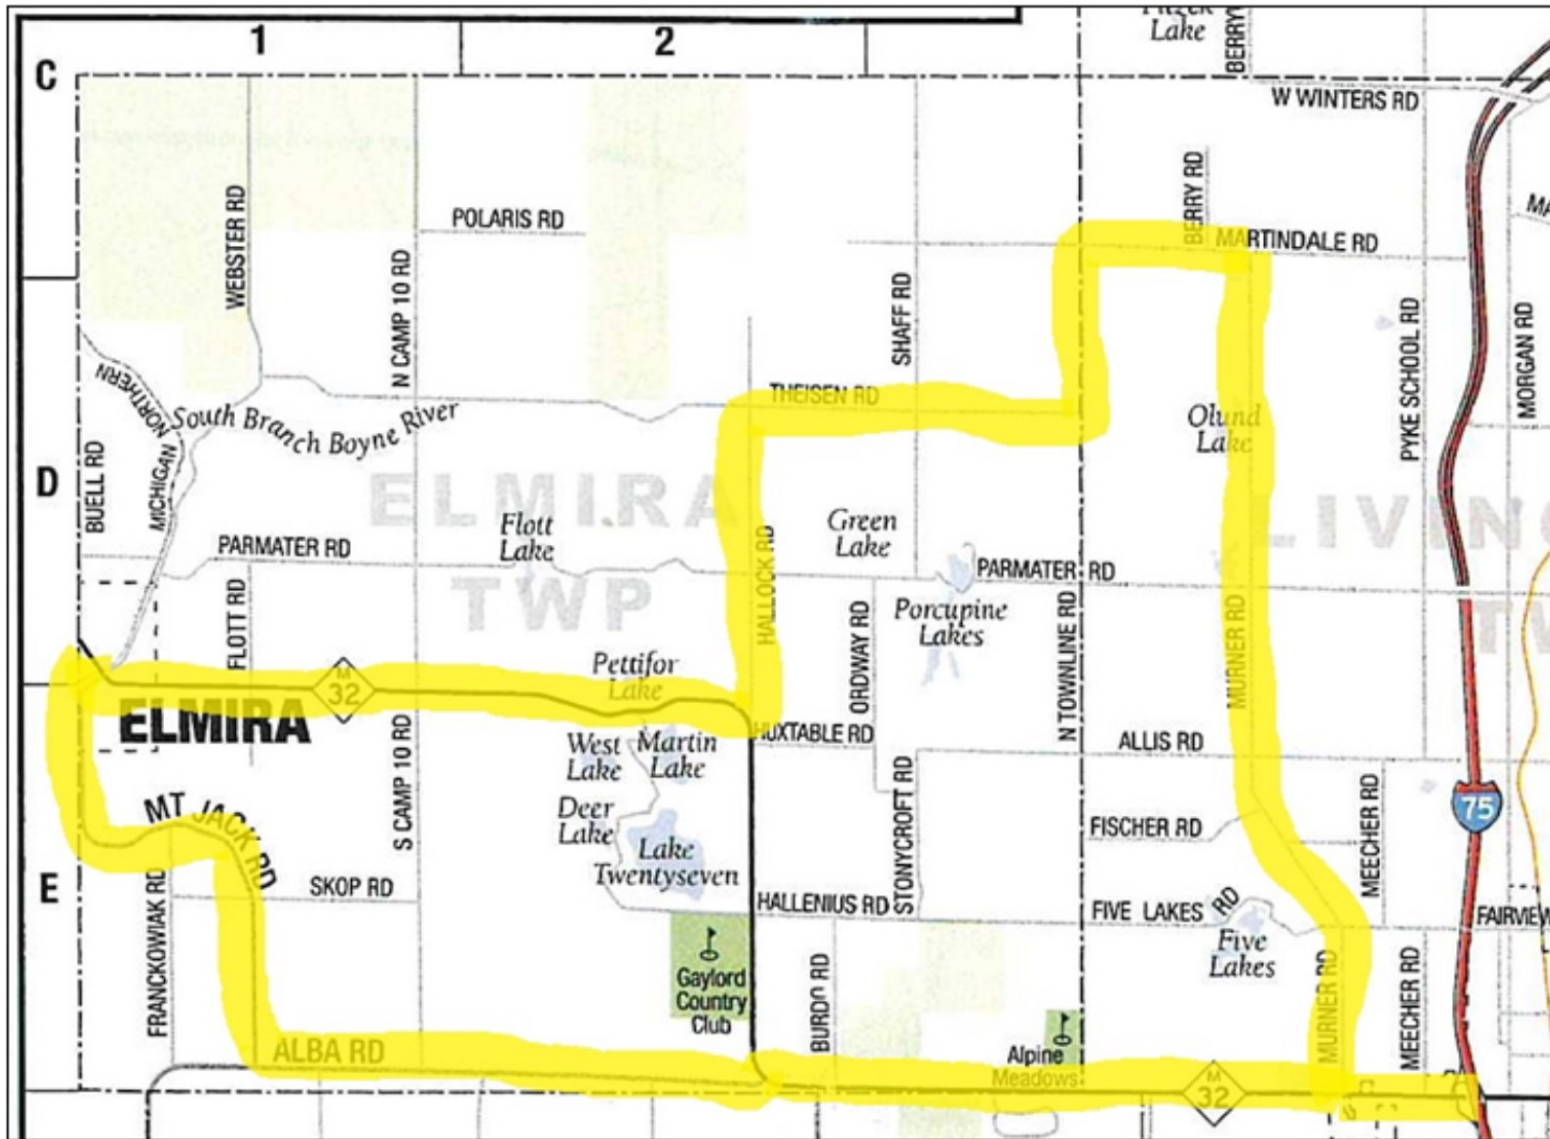 1
2
C
Lake
BERRY
W WINTERS RD
WEBSTER RD
POLARIS RD
N CAMP 10 RD
BERRY RD
MARTINDALE RD
SHAFF RD
PYKE SCHOOL RD
MORGAN RD
NORTHERN
MICHIGAN
South Branch Boyne River
THEISEN RD
Olund
Lake
D
BUELL RD
ELMIRA
TWP
Flott
Lake
Green
Lake
LIVING
TW
PARMATER RD
HALLOCK RD
PARMATER RD
FLOTT RD
ORDWAY RD
Porcupine
Lakes
N TOWNLINE RD
MURNER RD
Pettifor
Lake
M
32
ELMIRA
S CAMP 10 RD
West
Lake
Martin
Lake
HUXTABLE RD
ALLIS RD
STONYCROFT RD
MEECHER RD
75
MT JACK RD
Deer
Lake
FISCHER RD
Lake
Twentyseven
E
SKOP RD
HALLENIUS RD
FIVE LAKES RD
FAIRVIEW
FRANCKOWIAK RD
Five
Lakes
Gaylord
Country
Club
BURDO RD
MURNER RD
MEECHER RD
ALBA RD
Alpine
Meadows
M
32